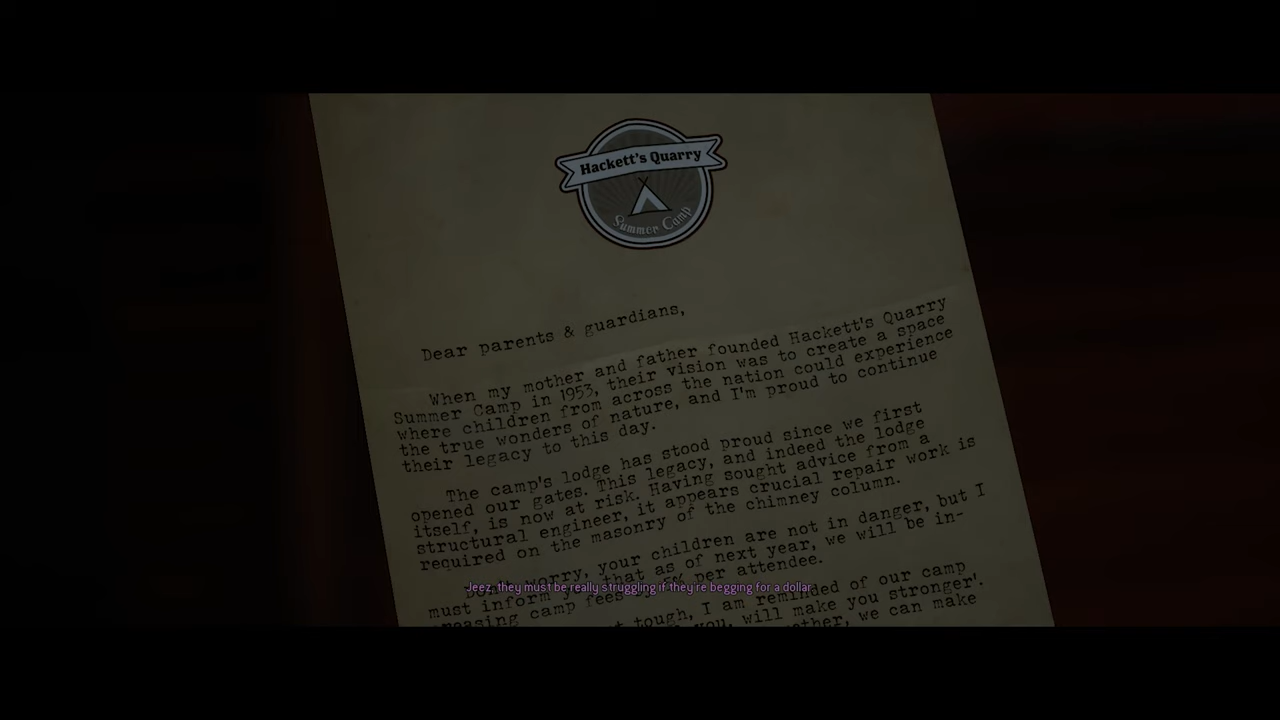 Hackett's Quarry
Summer Camp
Dear parents & guardians,
When my mother and father founded Hackett's Quarry
Summer Camp in 1953, their vision was to create a space
where children from across the nation could experience
the true wonders of nature, and I'm proud to continue
their legacy to this day.
The camp's lodge has stood proud since we first
opened our gates. This legacy, and indeed the lodge
itself, is now at risk. Having sought advice from a
structural engineer, it appears crucial repair work is
required on the masonry of the chimney column.
worry, your children are not in danger, but I
must inform that as of next year, we will be in-
creasing camp fees by per attendee.
Jeez, they must be really struggling if they're begging for a dollar.
tough, I am reminded of our camp
you, will make you stronger'.
we can make